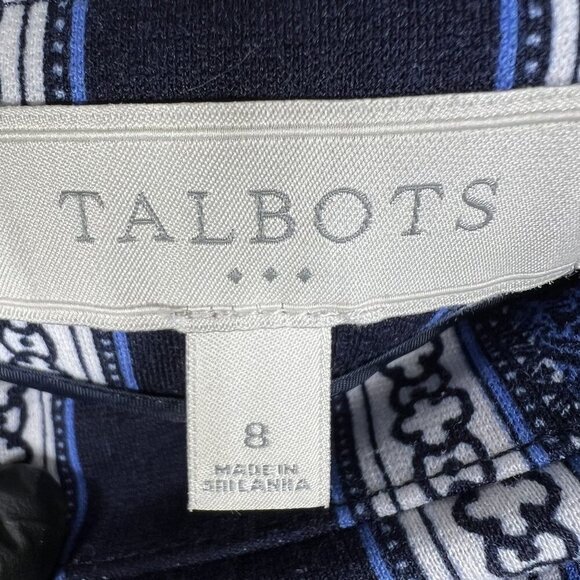 TALBOTS
8
MADE IN
SRI LANKA